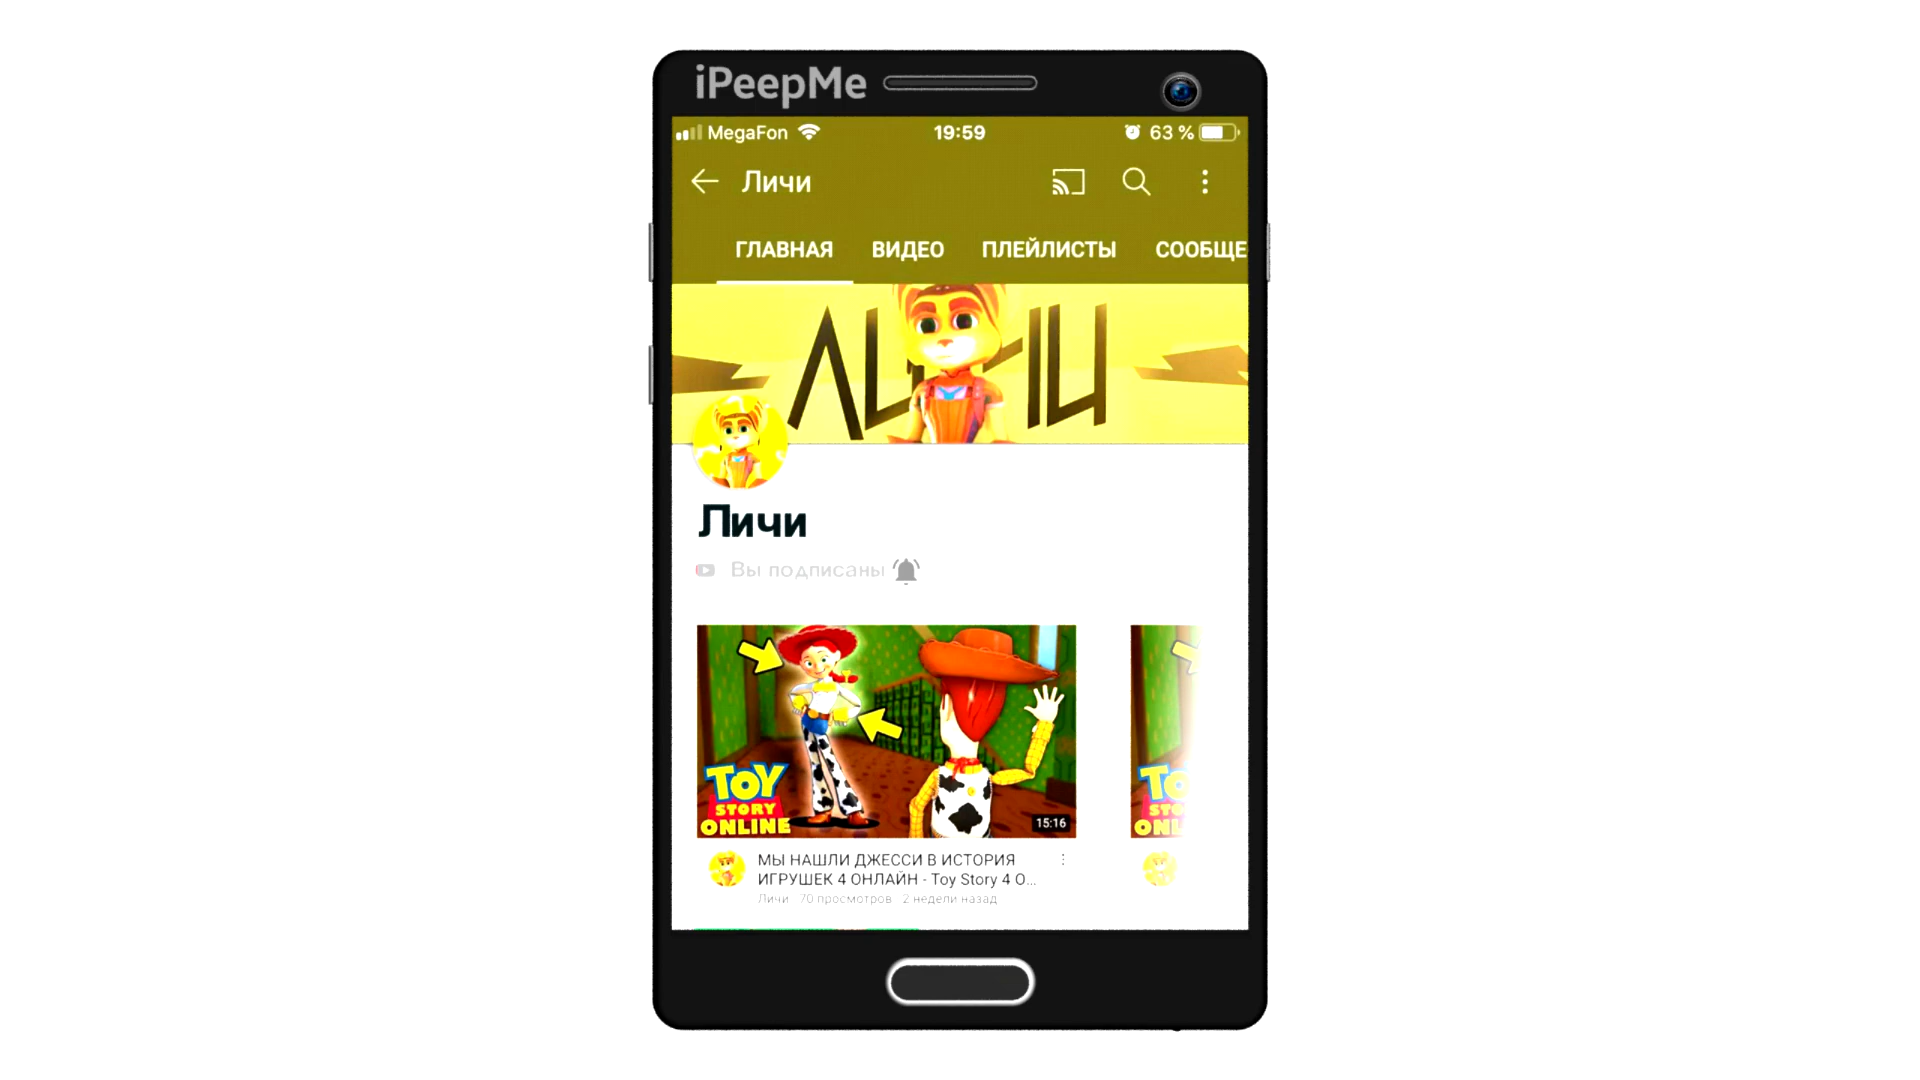 iPeepMe
MegaFon 19:59 63 %
Личи
ГЛАВНАЯ ВИДЕО ПЛЕЙЛИСТЫ СООБЩЕ
Личи
Вы подписаны
TOY
STORY
ONLINE
15:16
МЫ НАШЛИ ДЖЕССИ В ИСТОРИЯ
ИГРУШЕК 4 ОНЛАЙН - Toy Story 4 О...
Личи 70 просмотров 2 недели назад